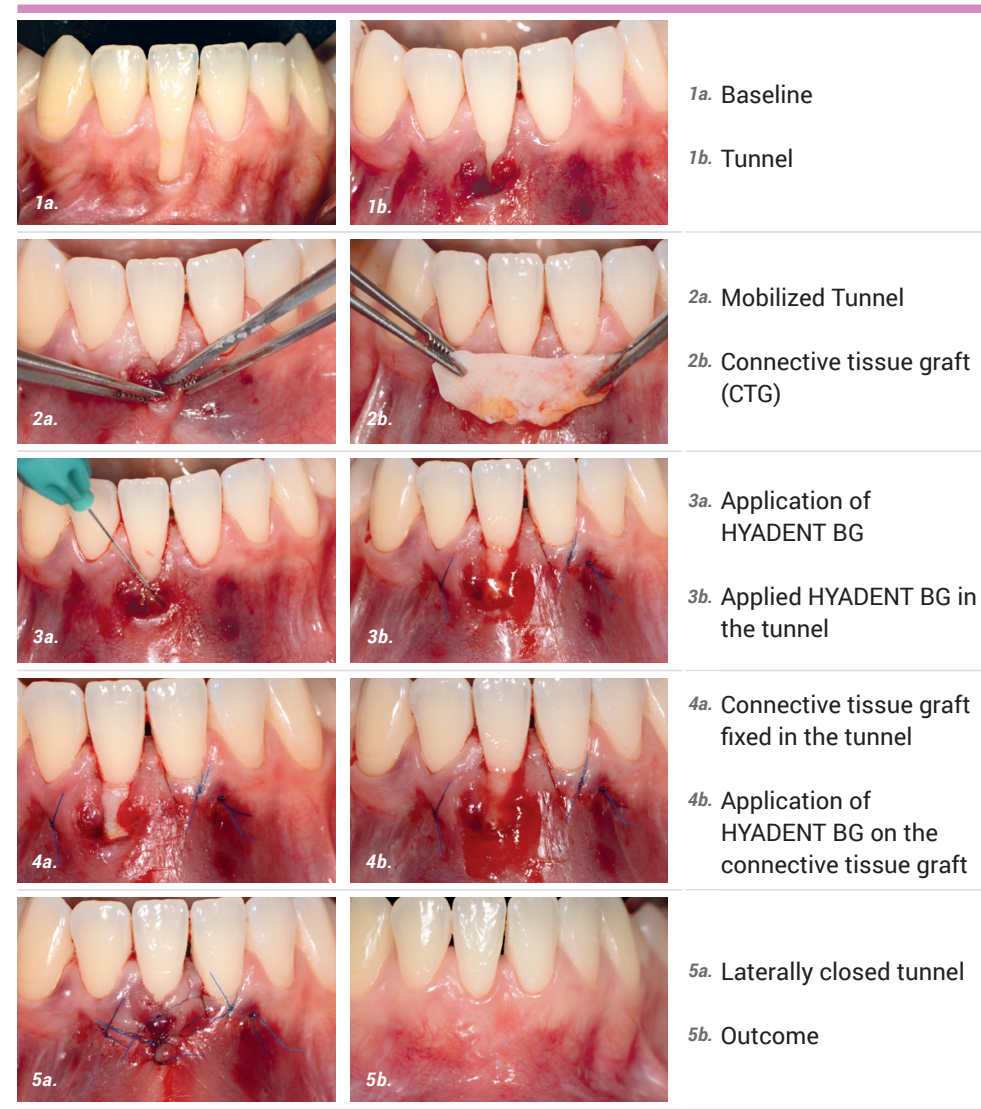 1a.
1b.
1a. Baseline
1b. Tunnel
2a.
2b.
2a. Mobilized Tunnel
2b. Connective tissue graft
(CTG)
3a.
3b.
3a. Application of
HYADENT BG
3b. Applied HYADENT BG in
the tunnel
4a.
4b.
4a. Connective tissue graft
fixed in the tunnel
4b. Application of
HYADENT BG on the
connective tissue graft
5a.
5b.
5a. Laterally closed tunnel
5b. Outcome